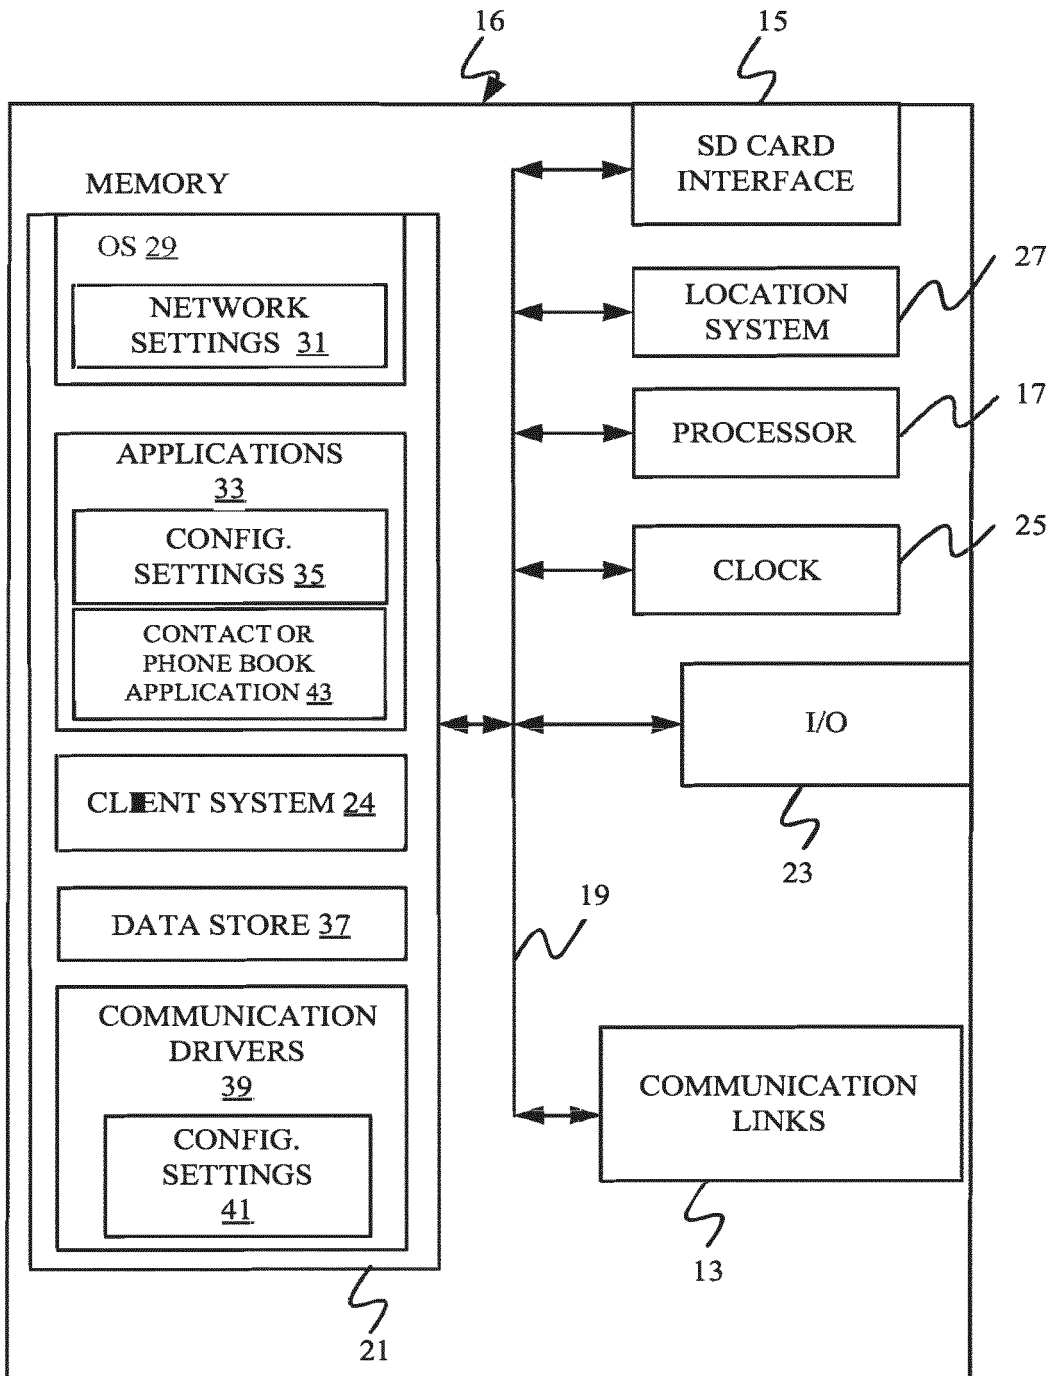 16
15
SD CARD
INTERFACE
MEMORY
OS 29
NETWORK
SETTINGS 31
27
LOCATION
SYSTEM
17
PROCESSOR
APPLICATIONS
33
CONFIG.
SETTINGS 35
25
CLOCK
CONTACT OR
PHONE BOOK
APPLICATION 43
I/O
CLIENT SYSTEM 24
23
19
DATA STORE 37
COMMUNICATION
DRIVERS
39
COMMUNICATION
LINKS
CONFIG.
SETTINGS
41
13
21